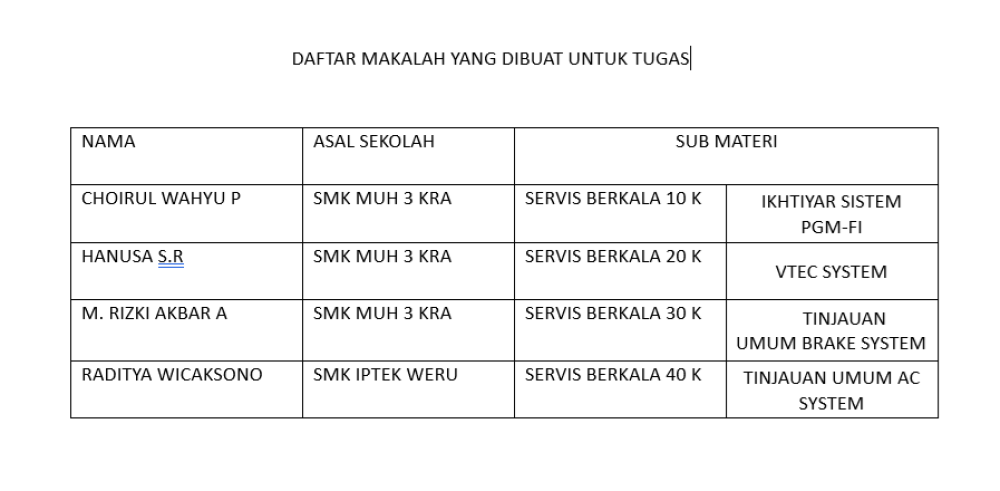 DAFTAR MAKALAH YANG DIBUAT UNTUK TUGAS
NAMA ASAL SEKOLAH SUB MATERI
CHOIRUL WAHYU P SMK MUH 3 KRA SERVIS BERKALA 10 K IKHTIYAR SISTEM
PGM-FI
HANUSA S.R SMK MUH 3 KRA SERVIS BERKALA 20 K VTEC SYSTEM
M. RIZKI AKBAR A SMK MUH 3 KRA SERVIS BERKALA 30 K TINJAUAN
UMUM BRAKE SYSTEM
RADITYA WICAKSONO SMK IPTEK WERU SERVIS BERKALA 40 K TINJAUAN UMUM AC
SYSTEM